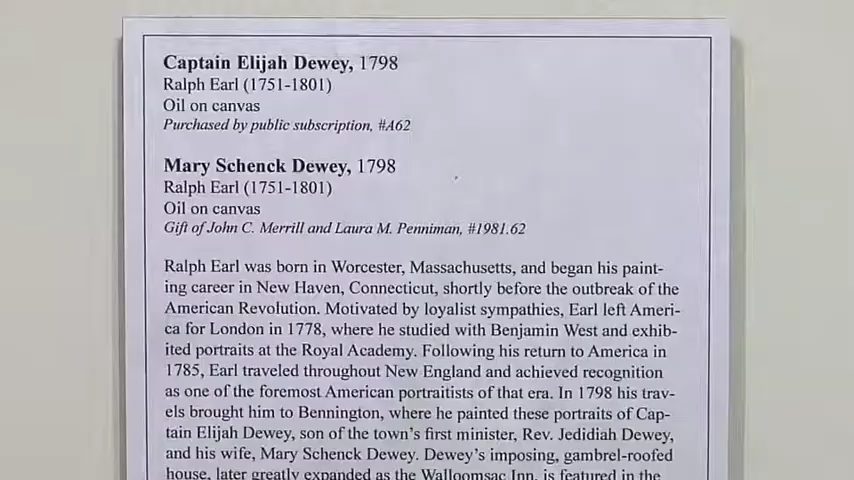 Captain Elijah Dewey, 1798
Ralph Earl (1751-1801)
Oil on canvas
Purchased by public subscription, #A62
Mary Schenck Dewey, 1798
Ralph Earl (1751-1801)
Oil on canvas
Gift of John C. Merrill and Laura M. Penniman, #1981.62
Ralph Earl was born in Worcester, Massachusetts, and began his paint-
ing career in New Haven, Connecticut, shortly before the outbreak of the
American Revolution. Motivated by loyalist sympathies, Earl left Ameri-
ca for London in 1778, where he studied with Benjamin West and exhib-
ited portraits at the Royal Academy. Following his return to America in
1785, Earl traveled throughout New England and achieved recognition
as one of the foremost American portraitists of that era. In 1798 his trav-
els brought him to Bennington, where he painted these portraits of Cap-
tain Elijah Dewey, son of the town's first minister, Rev. Jedidiah Dewey,
and his wife, Mary Schenck Dewey. Dewey's imposing, gambrel-roofed
house, later greatly expanded as the Walloomsac Inn, is featured in the